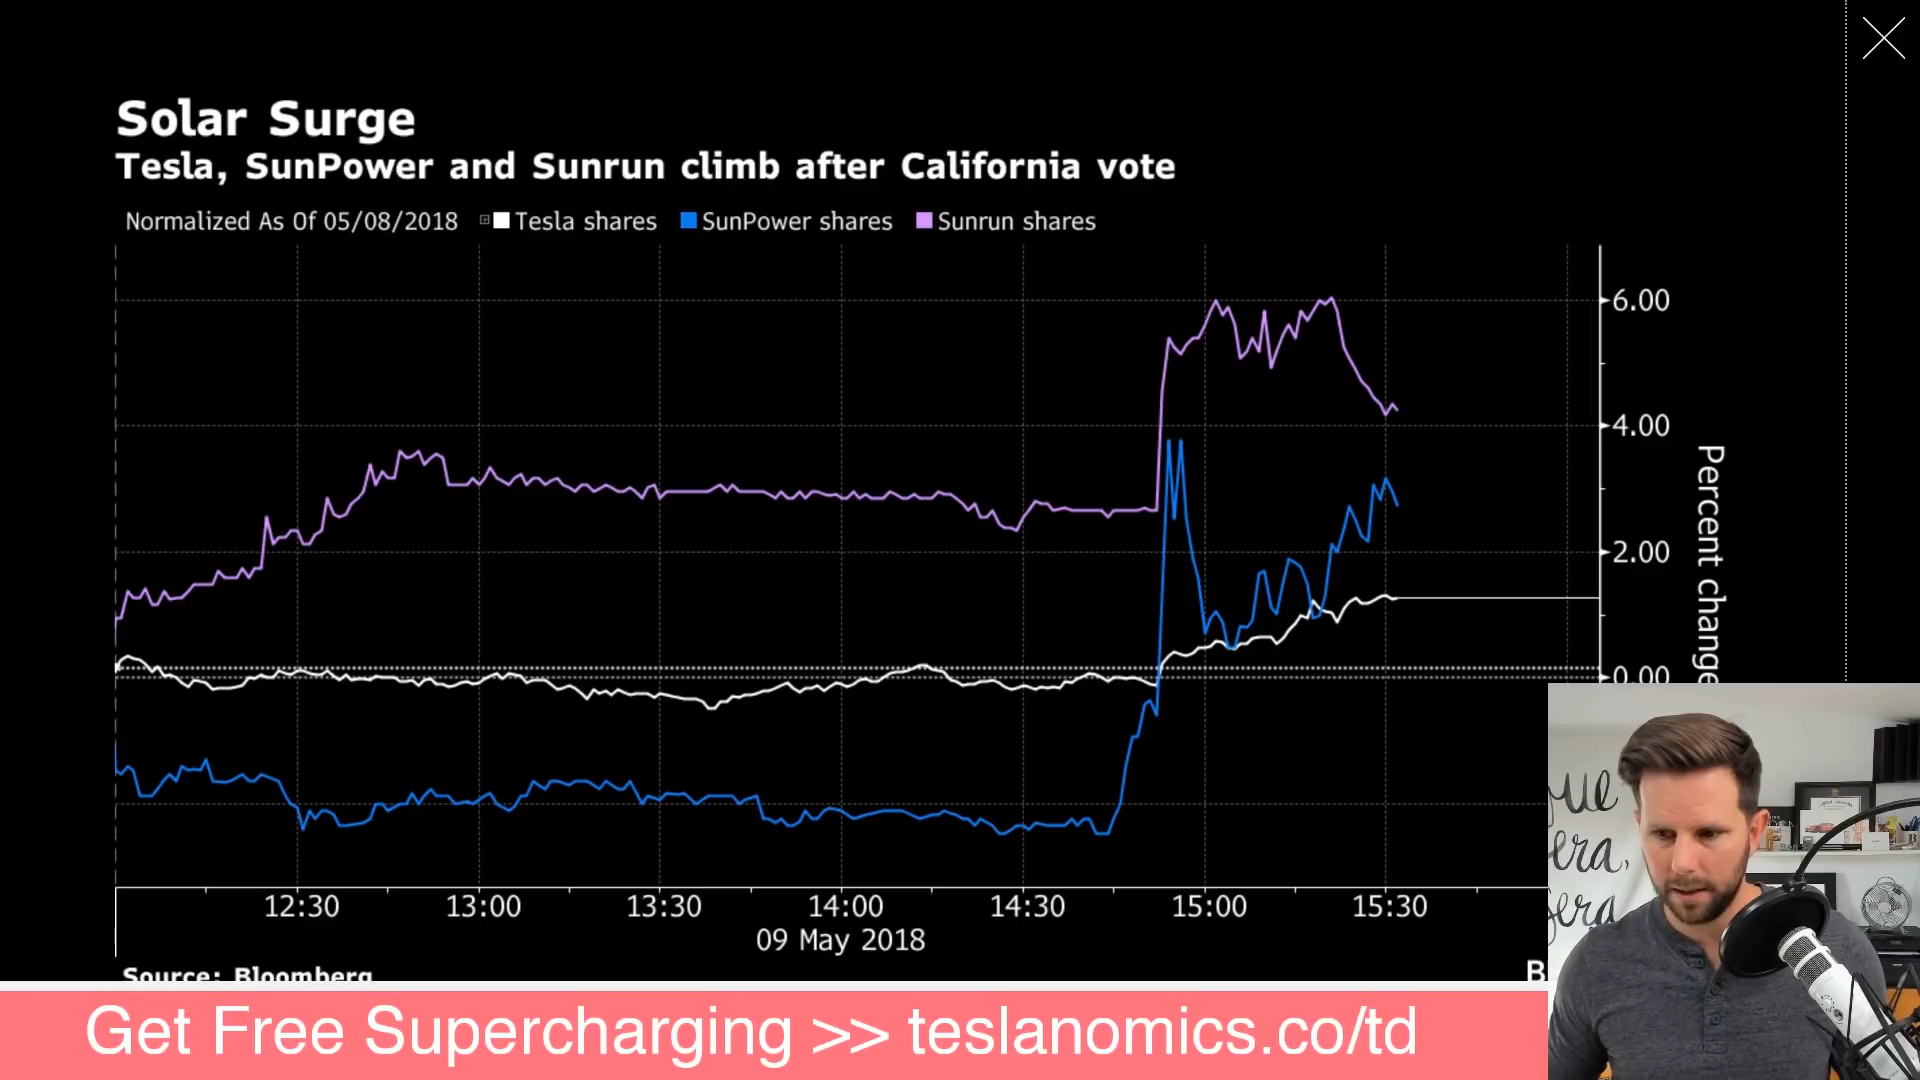 Solar Surge
Tesla, SunPower and Sunrun climb after California vote
Normalized As Of 05/08/2018 Tesla shares SunPower shares Sunrun shares
6.00
4.00
2.00
0.00
Percent change
12:30 13:00 13:30 14:00 14:30 15:00 15:30
09 May 2018
Source: Bloomberg
B
Get Free Supercharging >> teslanomics.co/td
que
era,
sera